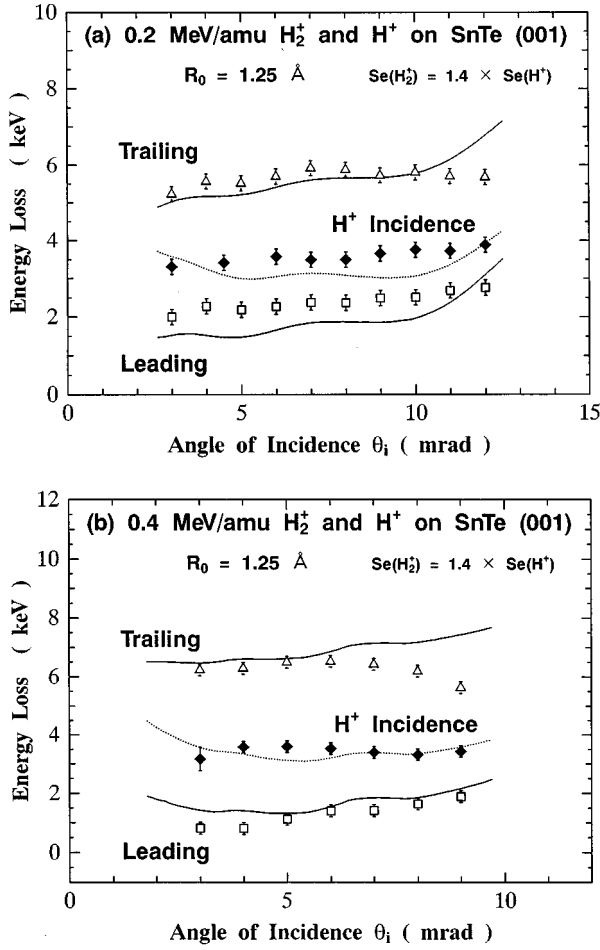 (a) 0.2 MeV/amu H₂⁺ and H⁺ on SnTe (001)
R₀ = 1.25 Å Se(H₂⁺) = 1.4 × Se(H⁺)
Trailing
H⁺ Incidence
Leading
Energy Loss ( keV )
10
8
6
4
2
0
0 5 10 15
Angle of Incidence θᵢ ( mrad )
(b) 0.4 MeV/amu H₂⁺ and H⁺ on SnTe (001)
R₀ = 1.25 Å Se(H₂⁺) = 1.4 × Se(H⁺)
Trailing
H⁺ Incidence
Leading
Energy Loss ( keV )
12
10
8
6
4
2
0
0 5 10
Angle of Incidence θᵢ ( mrad )